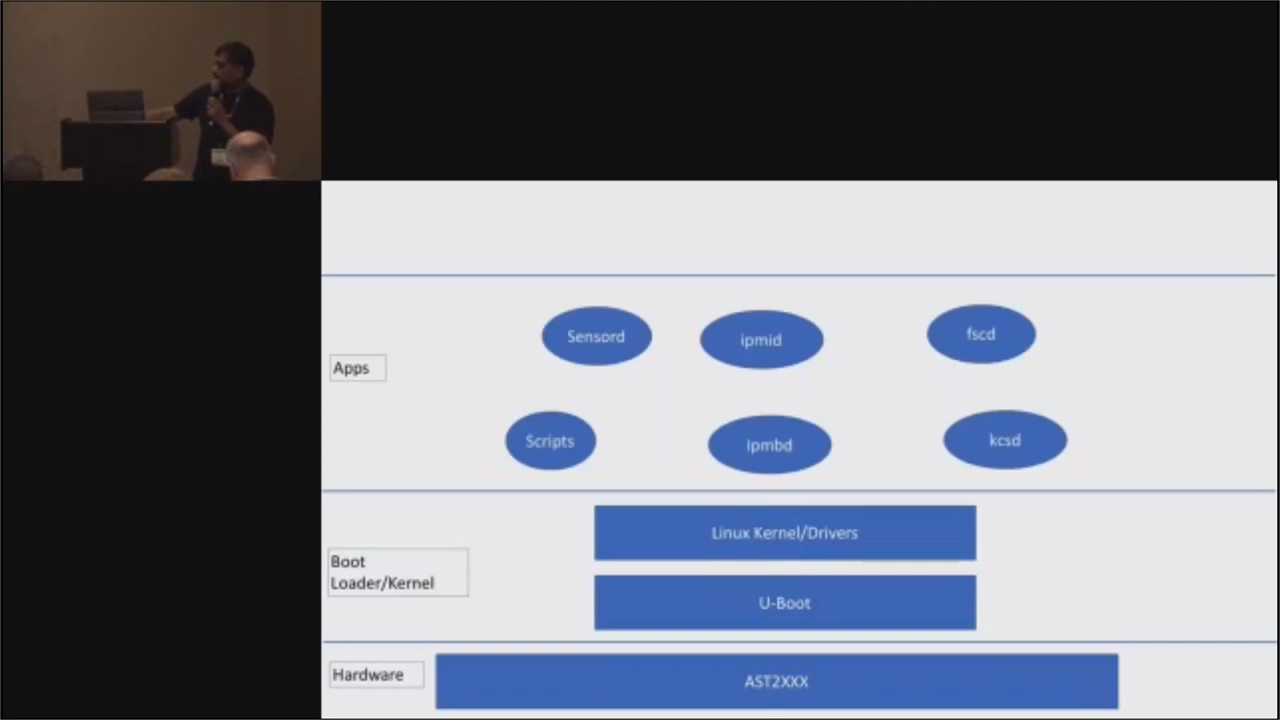 Sensord
ipmid
fscd
Apps
Scripts
ipmbd
kcsd
Linux Kernel/Drivers
Boot
Loader/Kernel
U-Boot
Hardware
AST2XXX